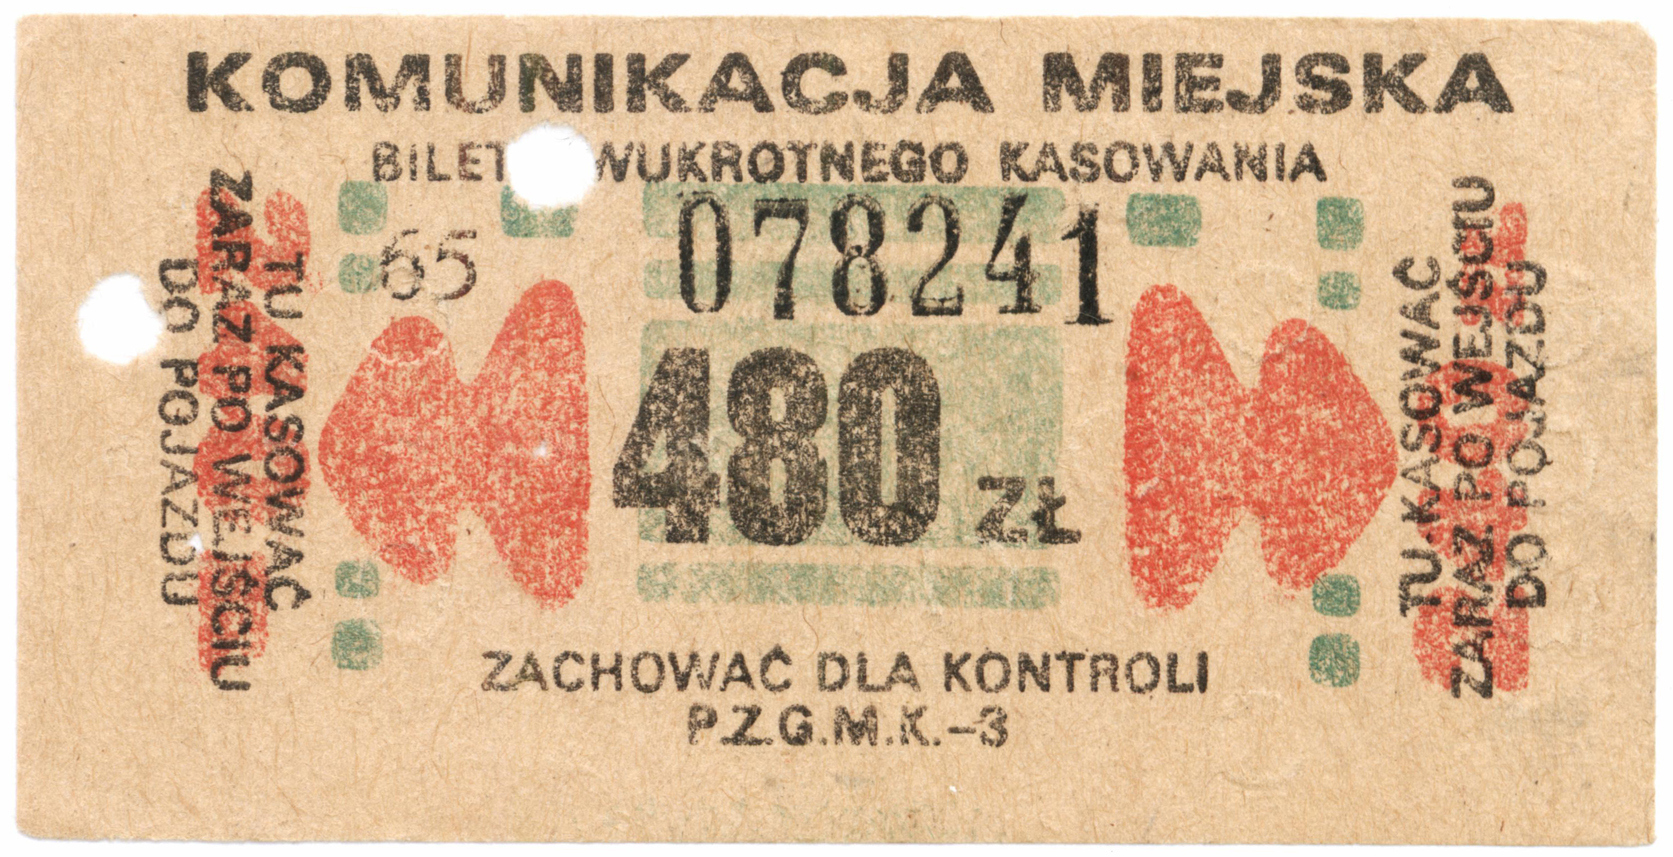 KOMUNIKACJA MIEJSKA
BILET WUKROTNEGO KASOWANIA
65
078241
480 ZŁ
TU KASOWAĆ
ZARAZ PO WEJŚCIU
DO POJAZDU
TU KASOWAĆ
ZARAZ PO WEJŚCIU
DO POJAZDU
ZACHOWAĆ DLA KONTROLI
P.Z.G.M.K.-3